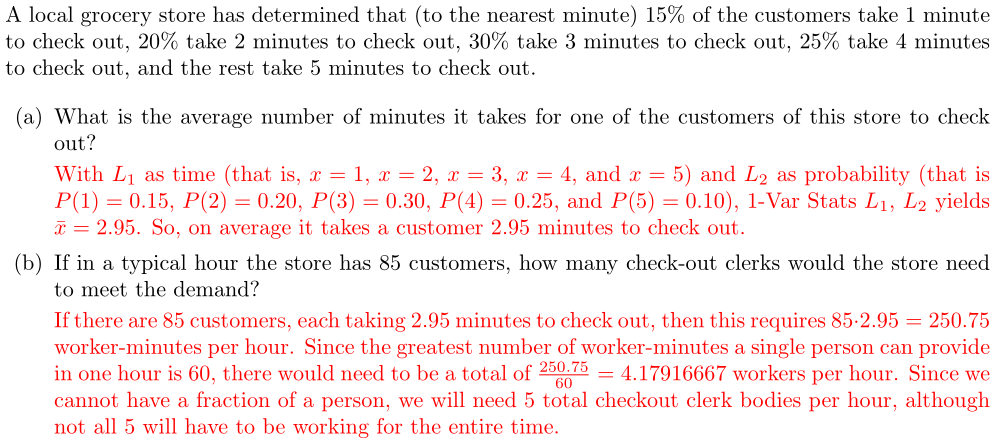 A local grocery store has determined that (to the nearest minute) 15% of the customers take 1 minute
to check out, 20% take 2 minutes to check out, 30% take 3 minutes to check out, 25% take 4 minutes
to check out, and the rest take 5 minutes to check out.
(a) What is the average number of minutes it takes for one of the customers of this store to check
out?
With L₁ as time (that is, x = 1, x = 2, x = 3, x = 4, and x = 5) and L₂ as probability (that is
P(1) = 0.15, P(2) = 0.20, P(3) = 0.30, P(4) = 0.25, and P(5) = 0.10), 1-Var Stats L₁, L₂ yields
x̄ = 2.95. So, on average it takes a customer 2.95 minutes to check out.
(b) If in a typical hour the store has 85 customers, how many check-out clerks would the store need
to meet the demand?
If there are 85 customers, each taking 2.95 minutes to check out, then this requires 85·2.95 = 250.75
worker-minutes per hour. Since the greatest number of worker-minutes a single person can provide
in one hour is 60, there would need to be a total of 250.75/60 = 4.17916667 workers per hour. Since we
cannot have a fraction of a person, we will need 5 total checkout clerk bodies per hour, although
not all 5 will have to be working for the entire time.